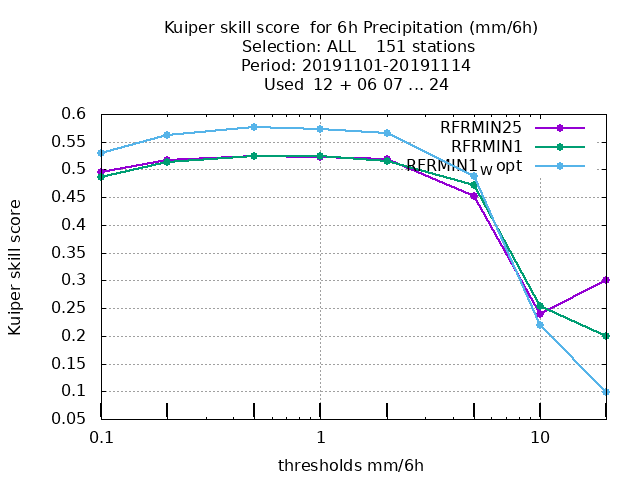 Kuiper skill score  for 6h Precipitation (mm/6h)
Selection: ALL    151 stations
Period: 20191101-20191114
Used  12 + 06 07 ... 24
RFRMIN25
RFRMIN1
RFRMIN1w opt
0.6
0.55
0.5
0.45
0.4
0.35
0.3
0.25
0.2
0.15
0.1
0.05
Kuiper skill score
0.1 1 10
thresholds mm/6h